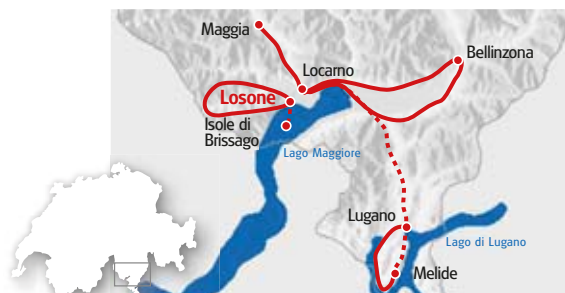 Maggia
Bellinzona
Locarno
Losone
Isole di
Brissago
Lago Maggiore
Lugano
Lago di Lugano
Melide